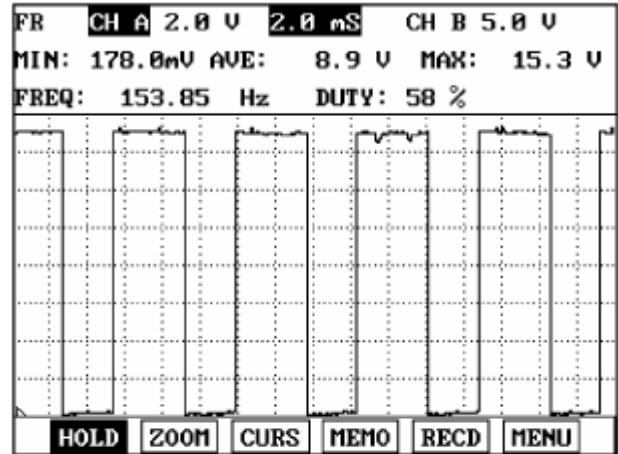 FR CH A 2.0 V 2.0 mS CH B 5.0 V
MIN: 178.0mV AVE: 8.9 V MAX: 15.3 V
FREQ: 153.85 Hz DUTY: 58 %
HOLD ZOOM CURS MEMO RECD MENU